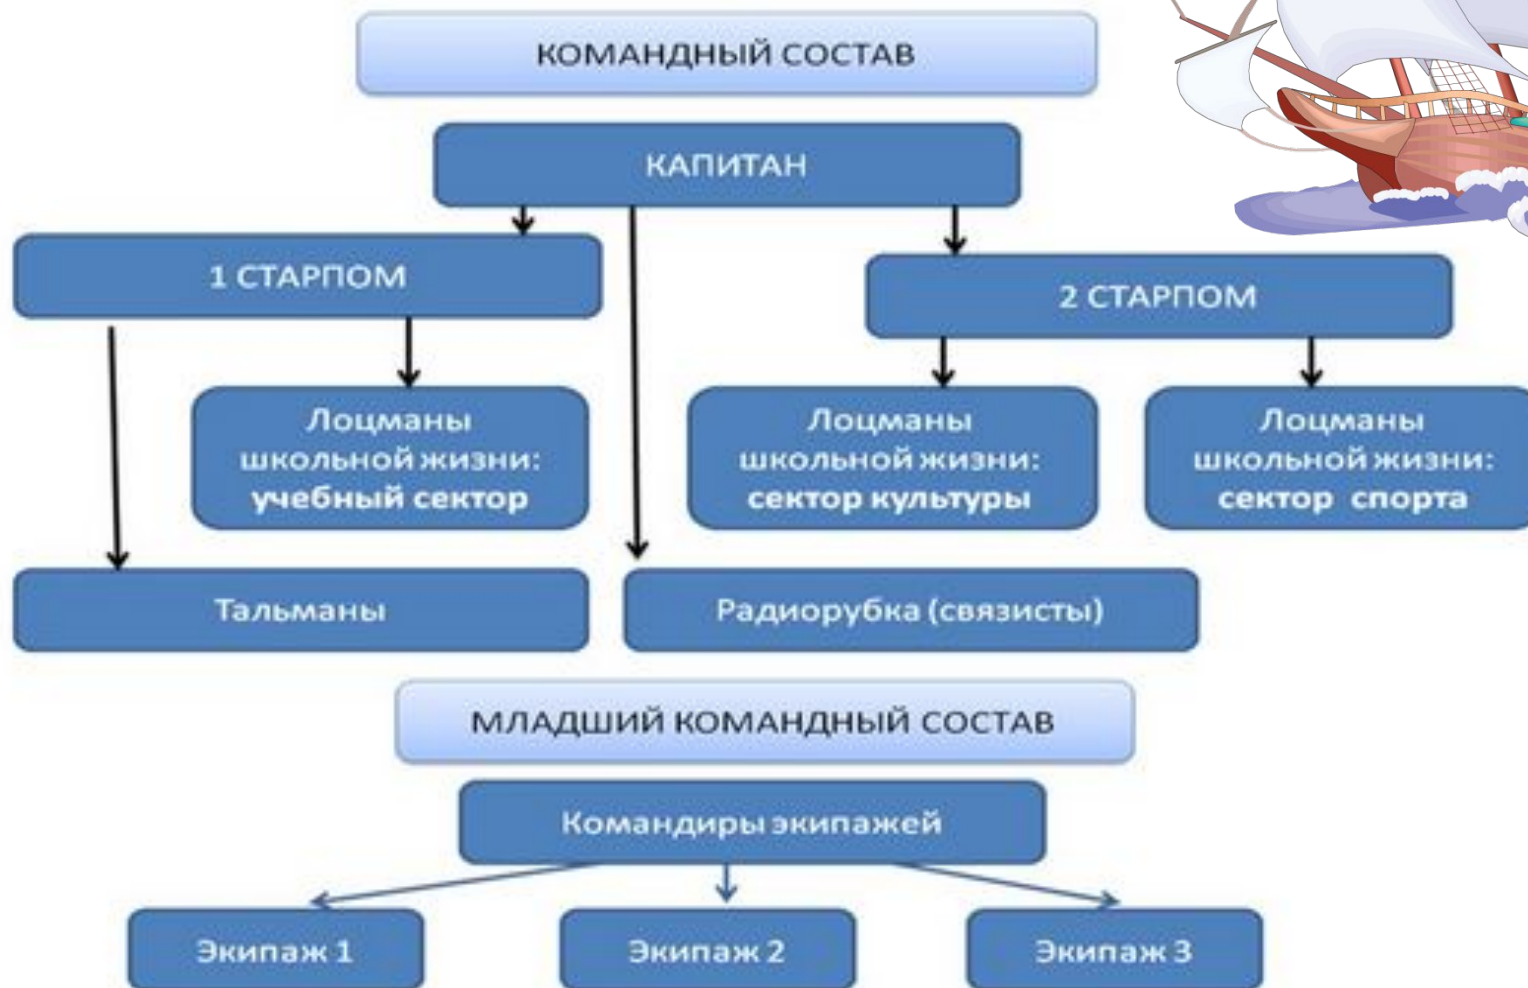 КОМАНДНЫЙ СОСТАВ
КАПИТАН
1 СТАРПОМ
2 СТАРПОМ
Лоцманы
школьной жизни:
учебный сектор
Лоцманы
школьной жизни:
сектор культуры
Лоцманы
школьной жизни:
сектор спорта
Тальманы
Радиорубка (связисты)
МЛАДШИЙ КОМАНДНЫЙ СОСТАВ
Командиры экипажей
Экипаж 1
Экипаж 2
Экипаж 3